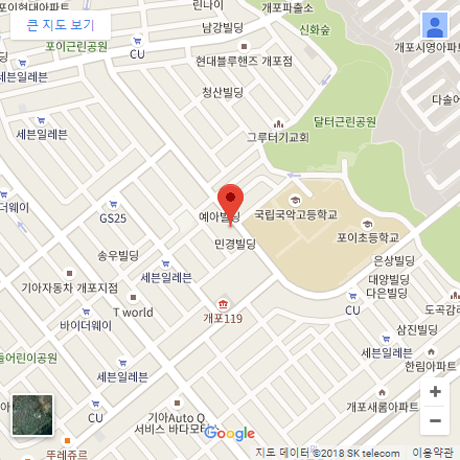 포이현대아파트
린나이
개포파출소
신화숲
큰 지도 보기
남강빌딩
포이근린공원
CU
현대블루핸즈 개포점
개포시영아파트
세븐일레븐
청산빌딩
다솔어
달터근린공원
세븐일레븐
그루터기교회
더웨이
GS25
예아빌딩
국립국악고등학교
민경빌딩
포이초등학교
송우빌딩
은상빌딩
세븐일레븐
기아자동차 개포지점
대양빌딩
다은빌딩
T world
바이더웨이
개포119
CU
도곡감리
삼진빌딩
들어린이공원
세븐일레븐
세븐일레븐
한림아파트
CU
기아Auto Q
서비스 바다모터스
개포새롬아파트
뚜레쥬르
Google
지도 데이터 ©2018 SK telecom
이용약관